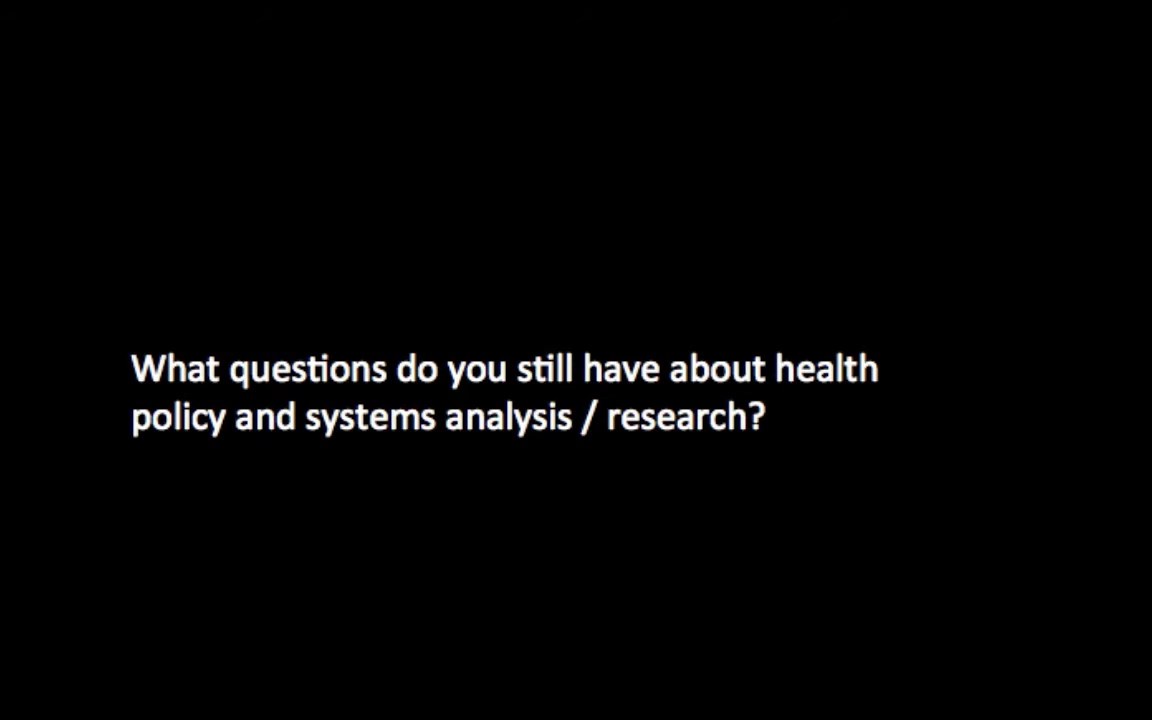 What questions do you still have about health
policy and systems analysis / research?